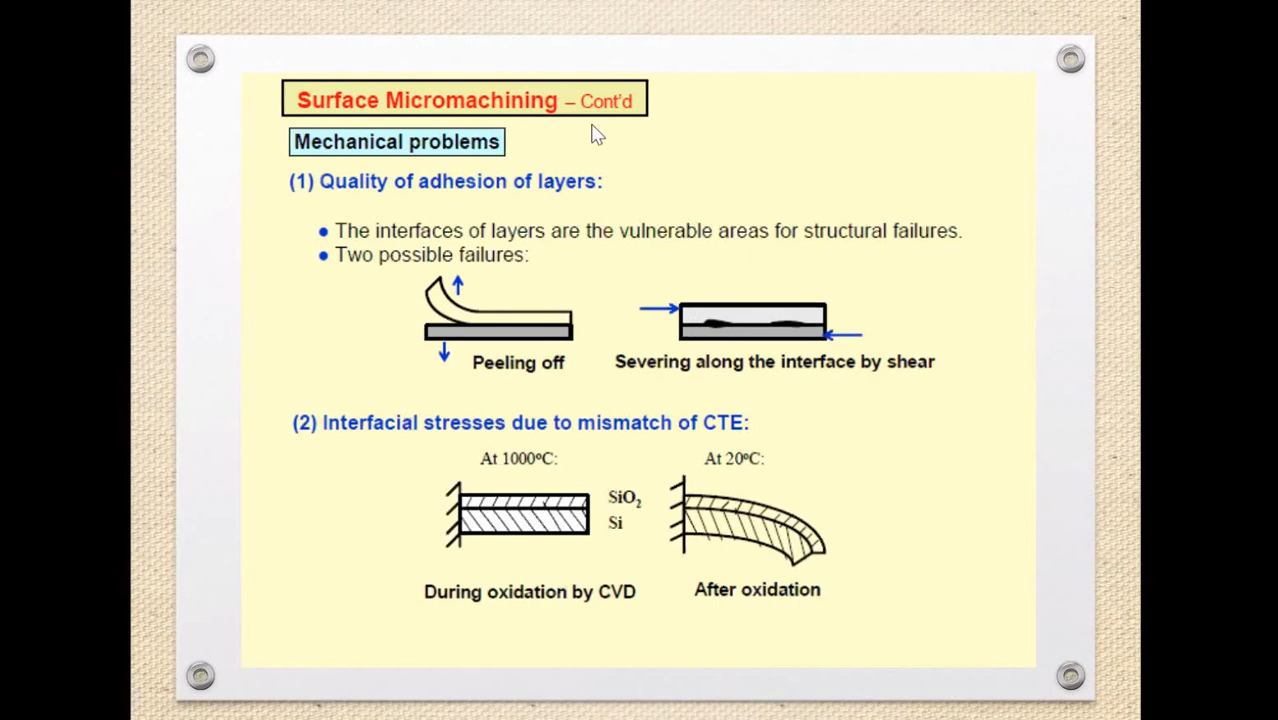 Surface Micromachining – Cont'd
Mechanical problems
(1) Quality of adhesion of layers:
● The interfaces of layers are the vulnerable areas for structural failures.
● Two possible failures:
Peeling off
Severing along the interface by shear
(2) Interfacial stresses due to mismatch of CTE:
At 1000ºC:
At 20ºC:
SiO₂
Si
During oxidation by CVD
After oxidation